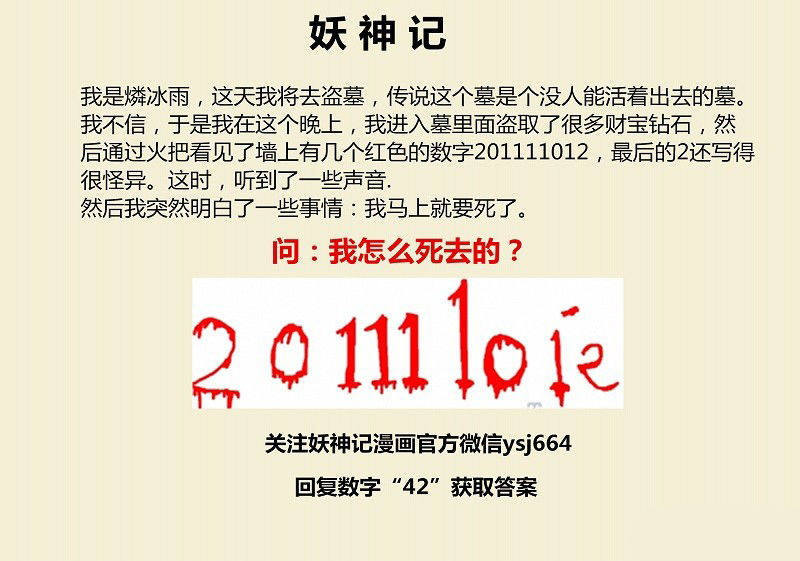 妖神记
我是燐冰雨，这天我将去盗墓，传说这个墓是个没人能活着出去的墓。
我不信，于是我在这个晚上，我进入墓里面盗取了很多财宝钻石，然
后通过火把看见了墙上有几个红色的数字201111012，最后的2还写得
很怪异。这时，听到了一些声音.
然后我突然明白了一些事情：我马上就要死了。
问：我怎么死去的？
2011110i2
关注妖神记漫画官方微信ysj664
回复数字“42”获取答案